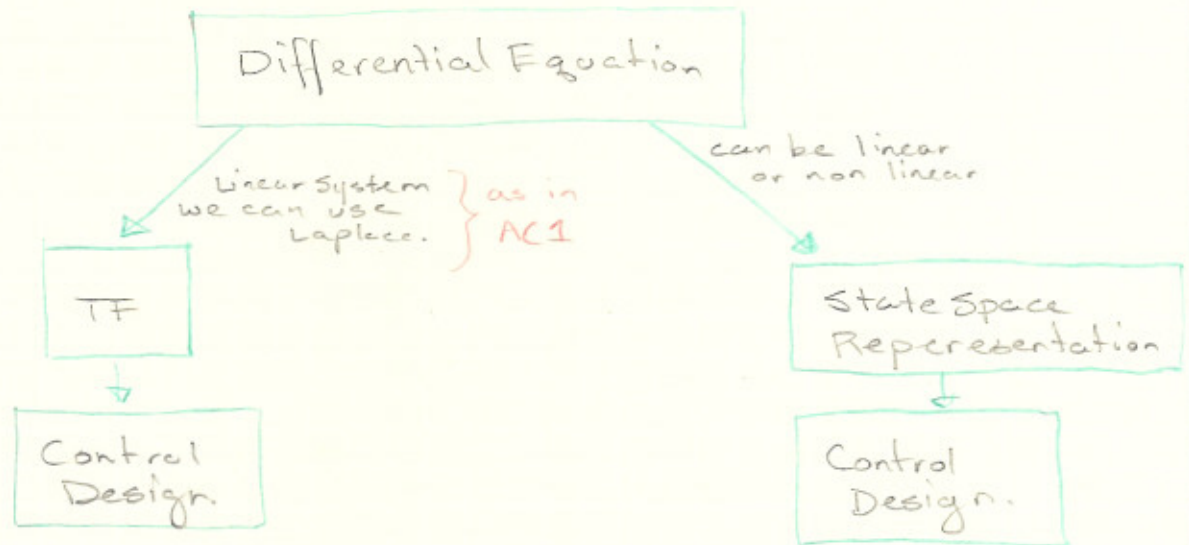 Differential Equation
can be linear
or non linear
Linear System
we can use
Laplace.
as in
AC1
TF
State Space
Reperesentation
Control
Design.
Control
Design.